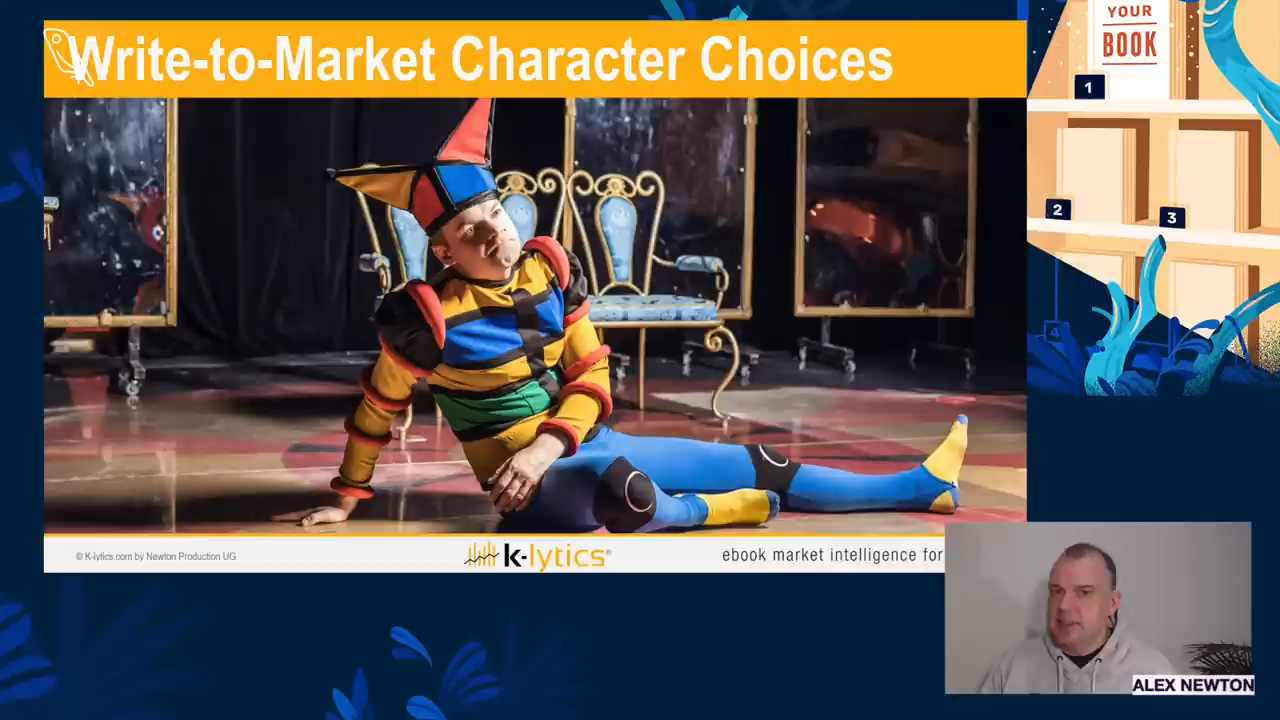 Write-to-Market Character Choices
YOUR
BOOK
1
2
3
4
© K-lytics.com by Newton Production UG
k-lytics®
ebook market intelligence for
ALEX NEWTON